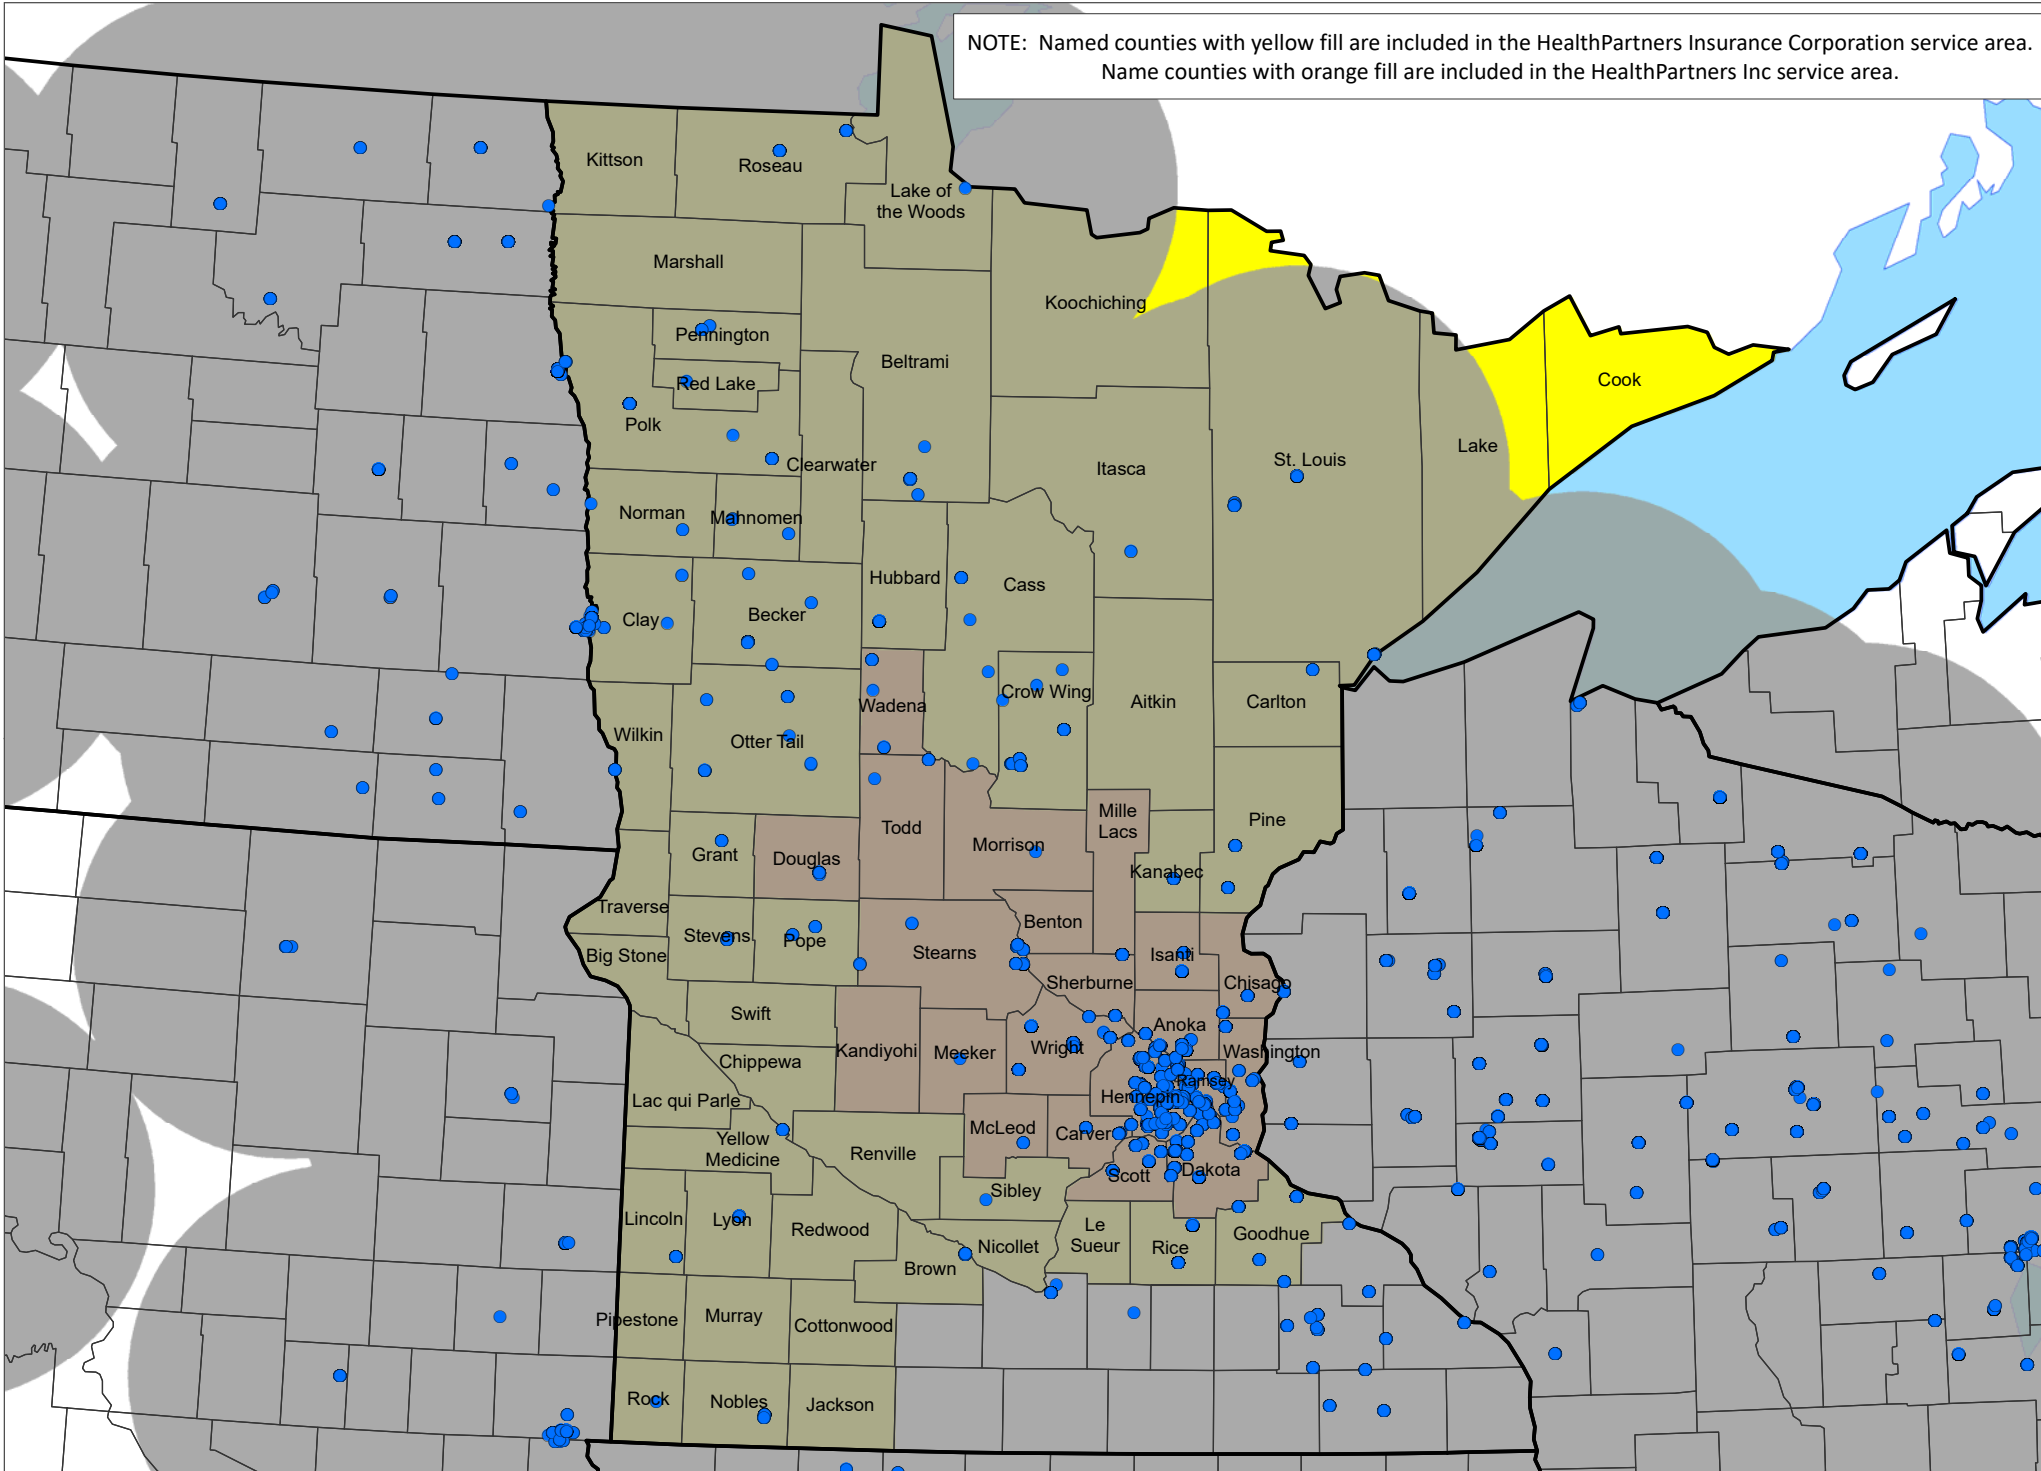 NOTE:  Named counties with yellow fill are included in the HealthPartners Insurance Corporation service area.
Name counties with orange fill are included in the HealthPartners Inc service area.
Kittson
Roseau
Lake of
the Woods
Marshall
Koochiching
Pennington
Beltrami
Red Lake
Cook
Polk
Clearwater
Itasca
St. Louis
Lake
Norman
Mahnomen
Hubbard
Cass
Clay
Becker
Wadena
Crow Wing
Aitkin
Carlton
Wilkin
Otter Tail
Todd
Mille
Lacs
Pine
Grant
Douglas
Morrison
Kanabec
Traverse
Stevens
Pope
Benton
Big Stone
Stearns
Isanti
Sherburne
Chisago
Swift
Anoka
Chippewa
Kandiyohi
Meeker
Wright
Washington
Ramsey
Lac qui Parle
Hennepin
McLeod
Carver
Yellow
Medicine
Renville
Scott
Dakota
Sibley
Lincoln
Lyon
Redwood
Le
Sueur
Nicollet
Rice
Goodhue
Brown
Pipestone
Murray
Cottonwood
Rock
Nobles
Jackson